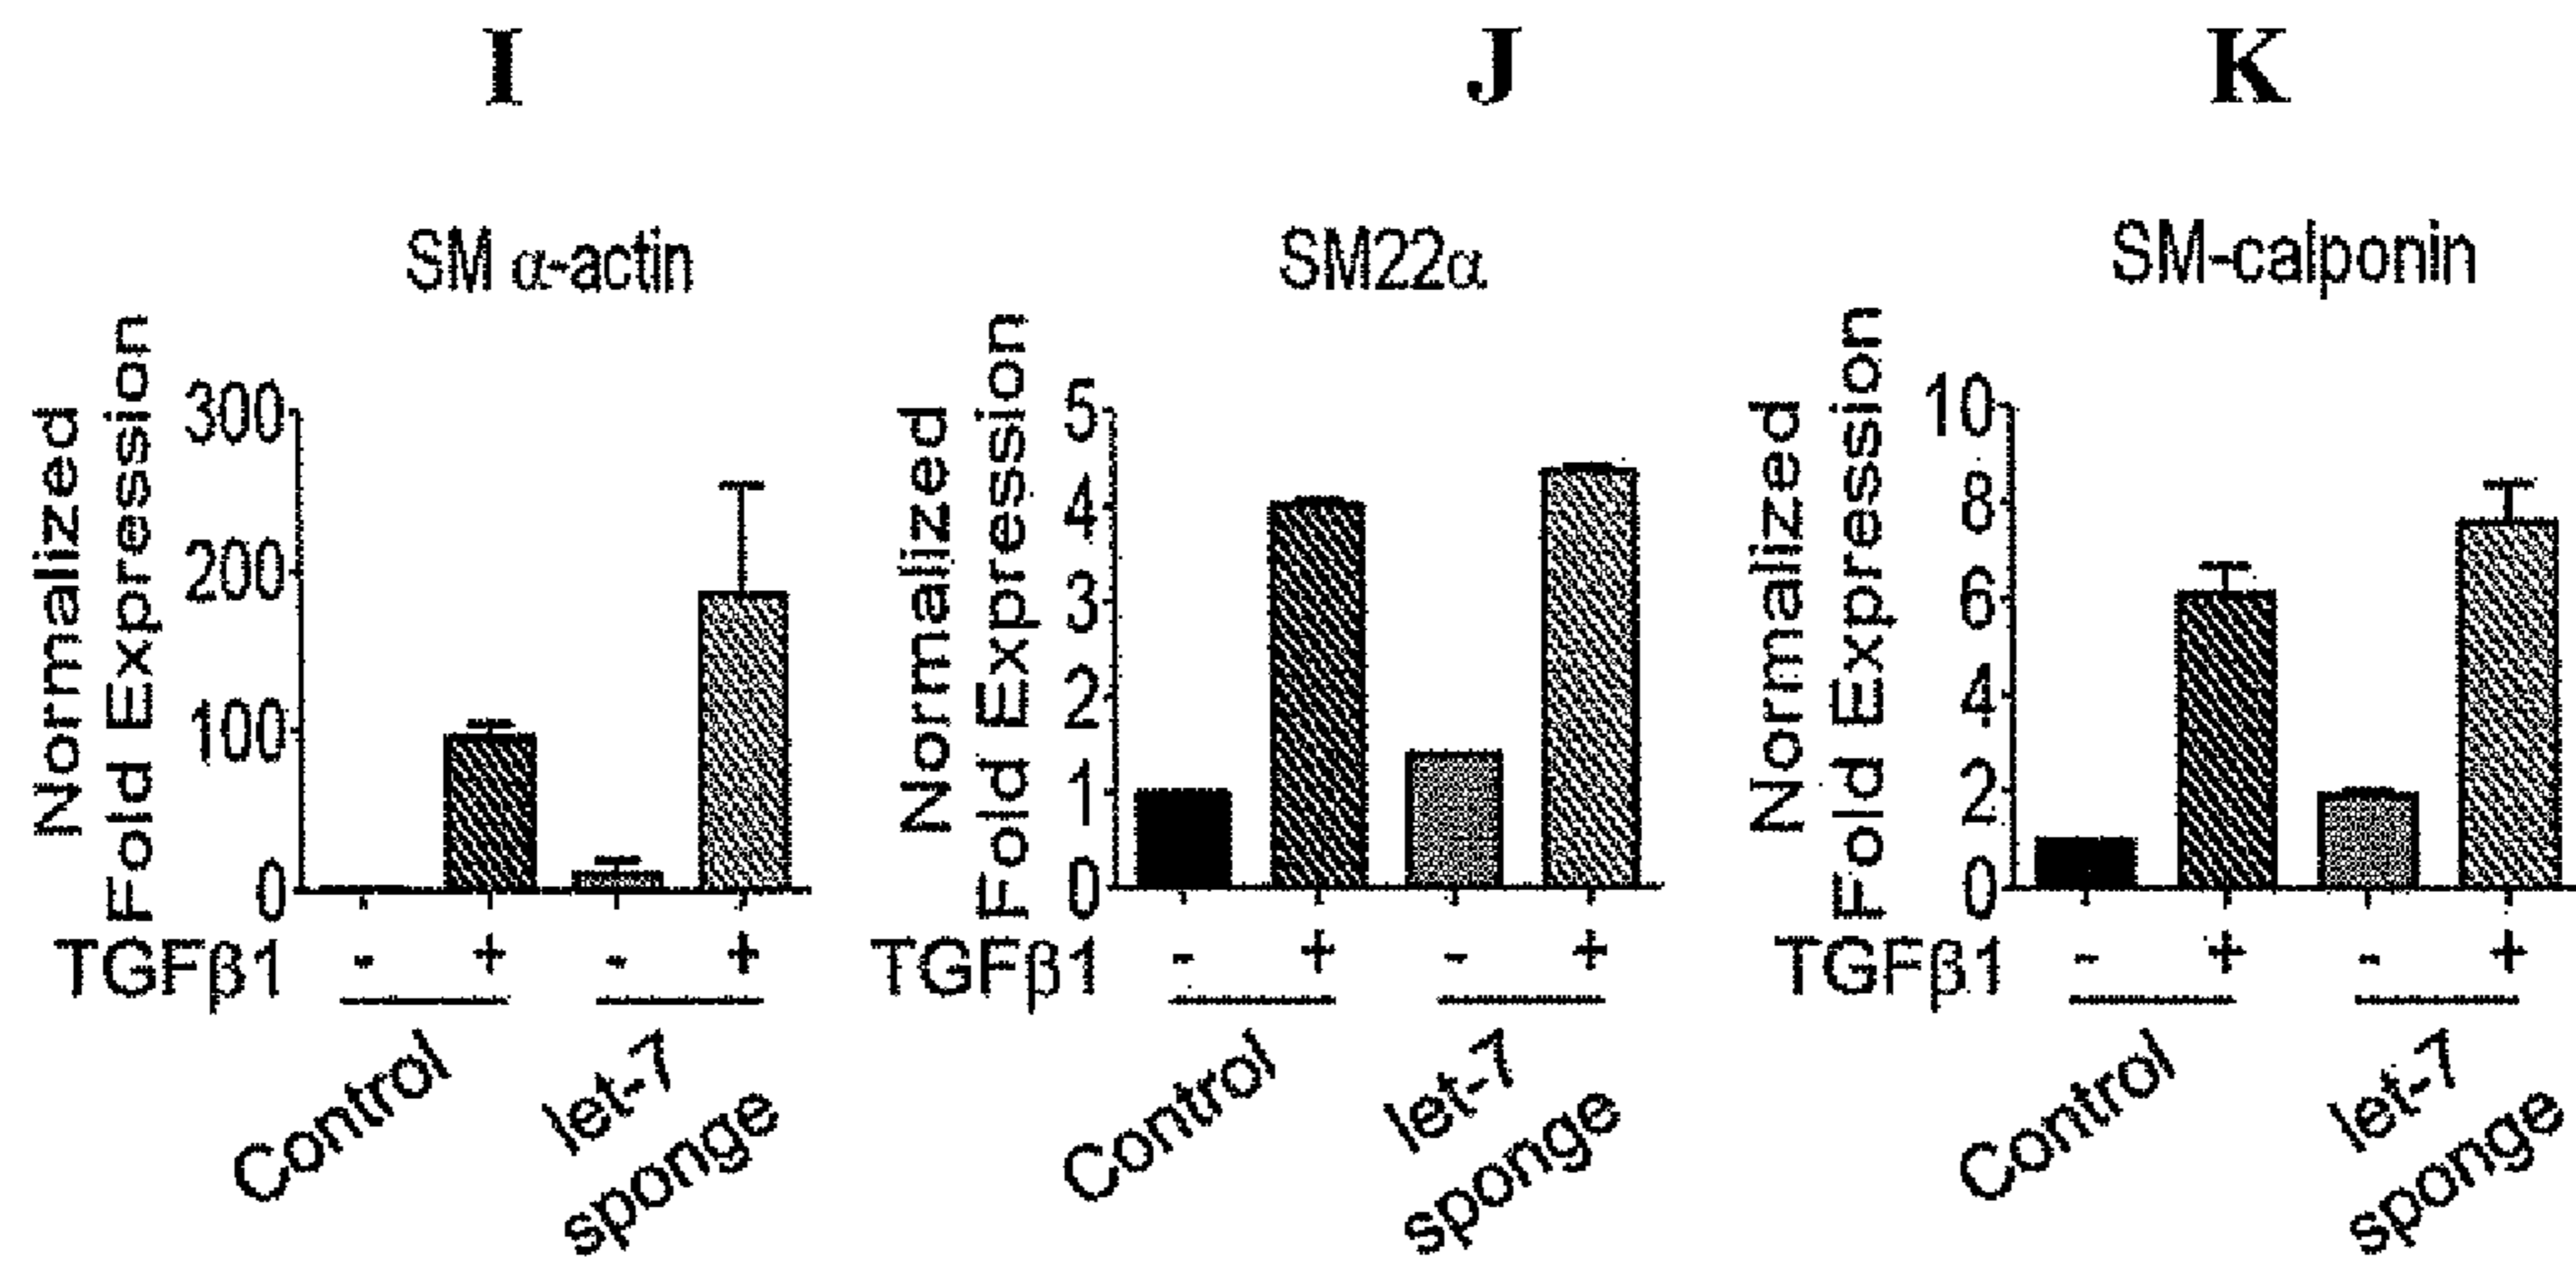 I
SM α-actin
Normalized
Fold Expression
300
200
100
0
TGFβ1 - + - +
Control
let-7
sponge
J
SM22α
Normalized
Fold Expression
5
4
3
2
1
0
TGFβ1 - + - +
Control
let-7
sponge
K
SM-calponin
Normalized
Fold Expression
10
8
6
4
2
0
TGFβ1 - + - +
Control
let-7
sponge